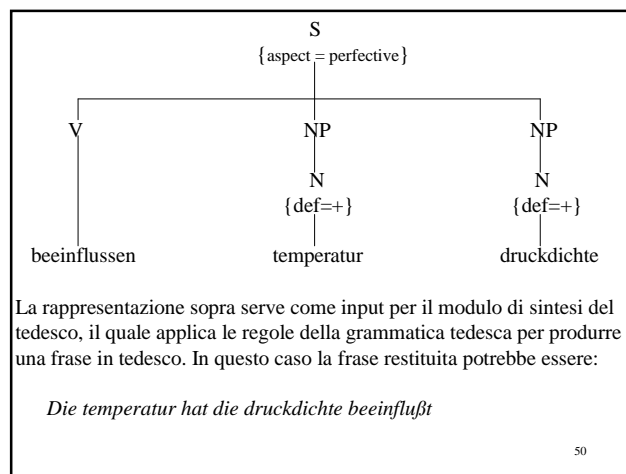 S
{aspect = perfective}
V NP NP
N N
{def=+} {def=+}
beeinflussen temperatur druckdichte
La rappresentazione sopra serve come input per il modulo di sintesi del
tedesco, il quale applica le regole della grammatica tedesca per produrre
una frase in tedesco. In questo caso la frase restituita potrebbe essere:
Die temperatur hat die druckdichte beeinflußt
50